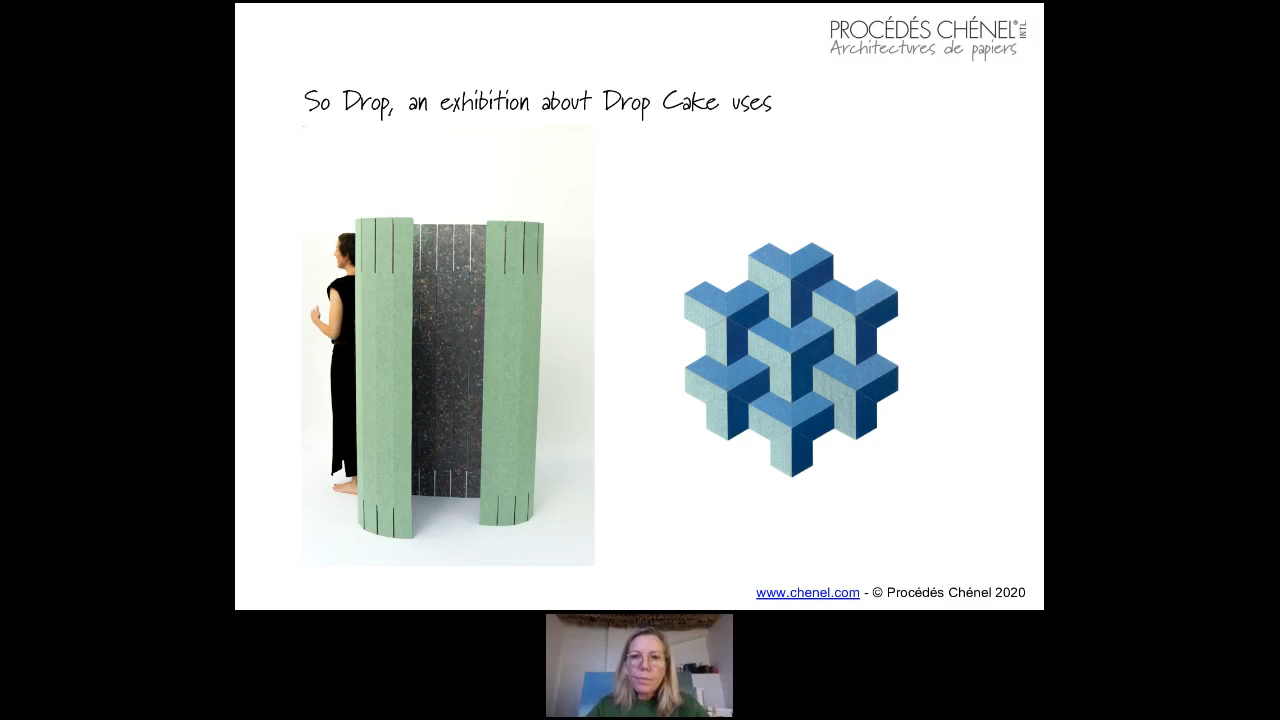 PROCÉDÉS CHÉNEL® INTL.
Architectures de papiers
So Drop, an exhibition about Drop Cake uses
www.chenel.com - © Procédés Chénel 2020